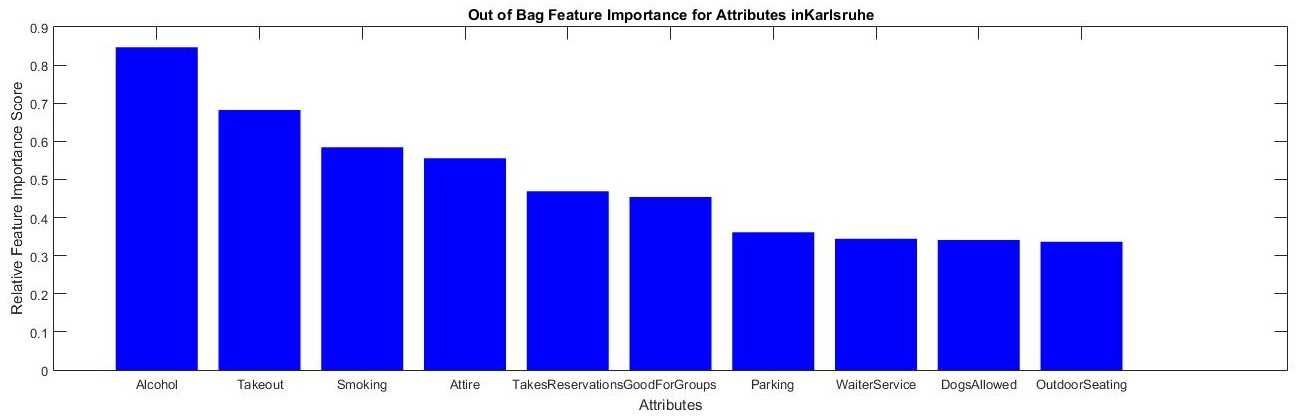 Out of Bag Feature Importance for Attributes inKarlsruhe
Relative Feature Importance Score
0.9
0.8
0.7
0.6
0.5
0.4
0.3
0.2
0.1
0
Alcohol Takeout Smoking Attire TakesReservations GoodForGroups Parking WaiterService DogsAllowed OutdoorSeating
Attributes